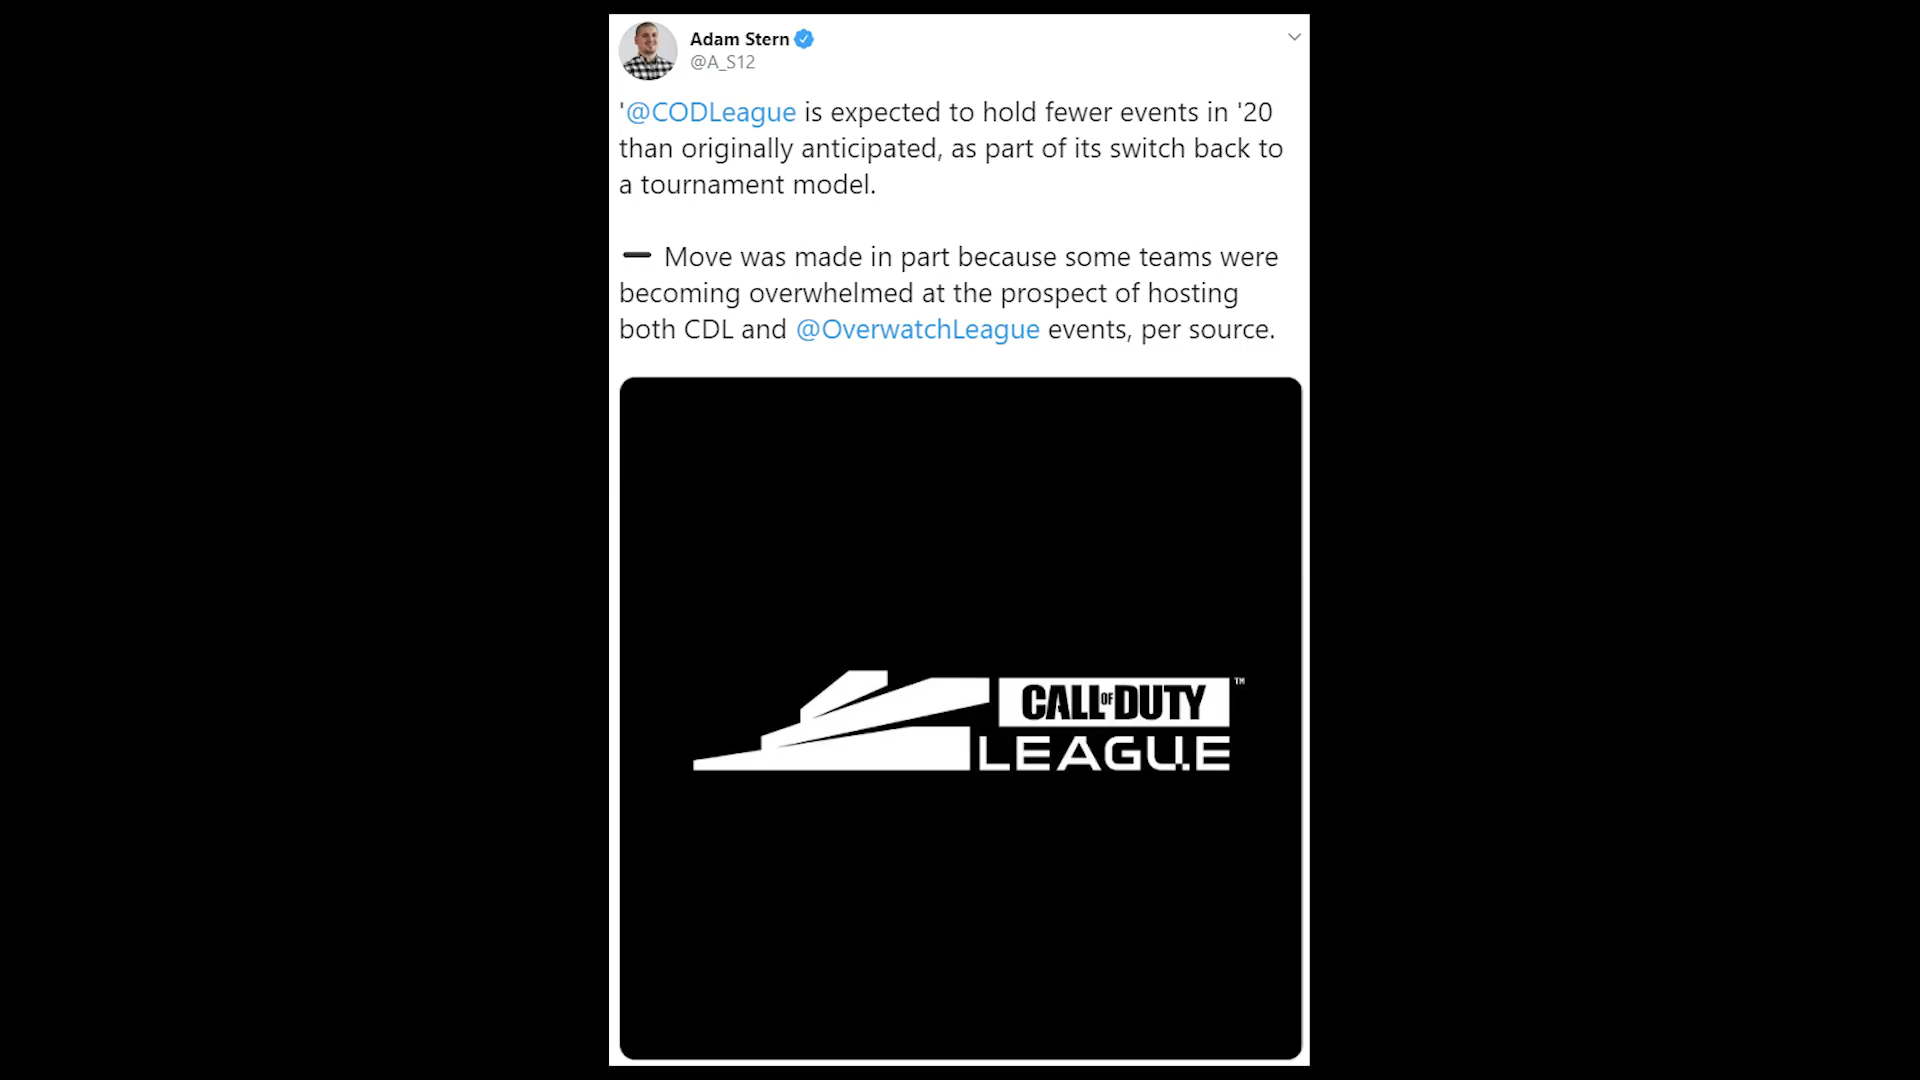 Adam Stern
@A_S12
'@CODLeague is expected to hold fewer events in '20
than originally anticipated, as part of its switch back to
a tournament model.
➖ Move was made in part because some teams were
becoming overwhelmed at the prospect of hosting
both CDL and @OverwatchLeague events, per source.
CALL OF DUTY ™
LEAGUE